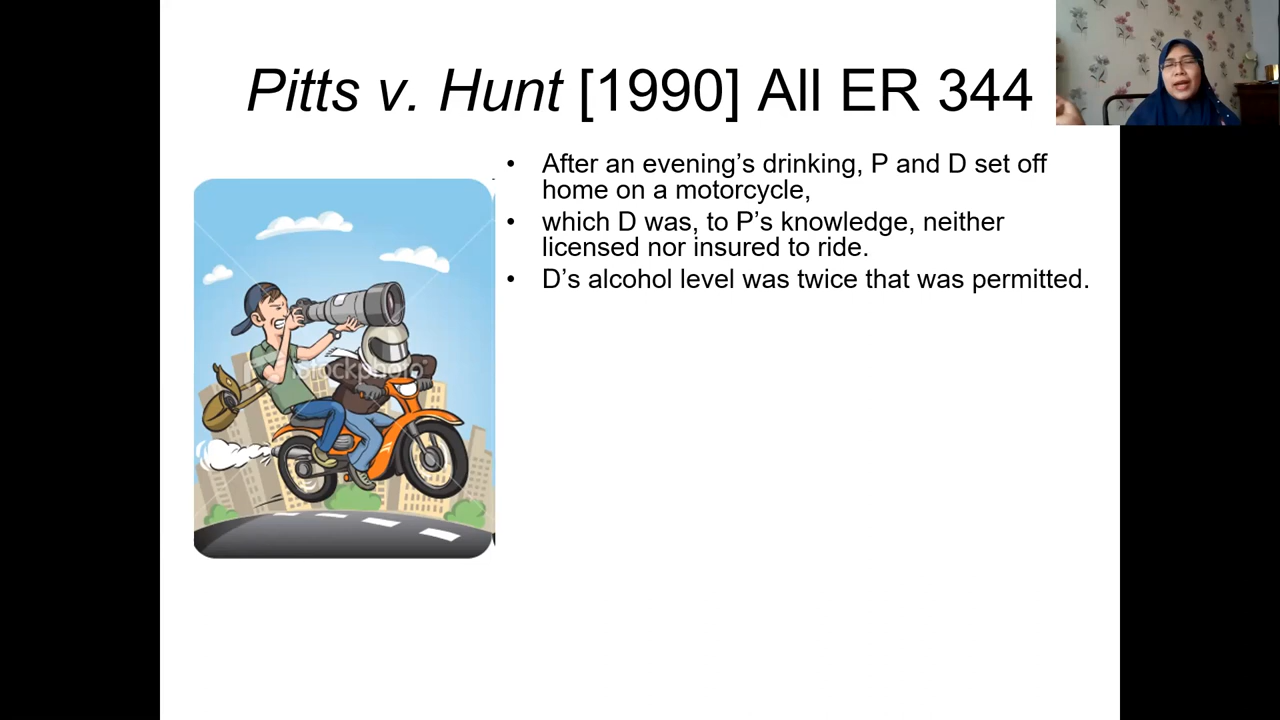 Pitts v. Hunt [1990] All ER 344
• After an evening’s drinking, P and D set off
home on a motorcycle,
• which D was, to P’s knowledge, neither
licensed nor insured to ride.
• D’s alcohol level was twice that was permitted.
iStockphoto